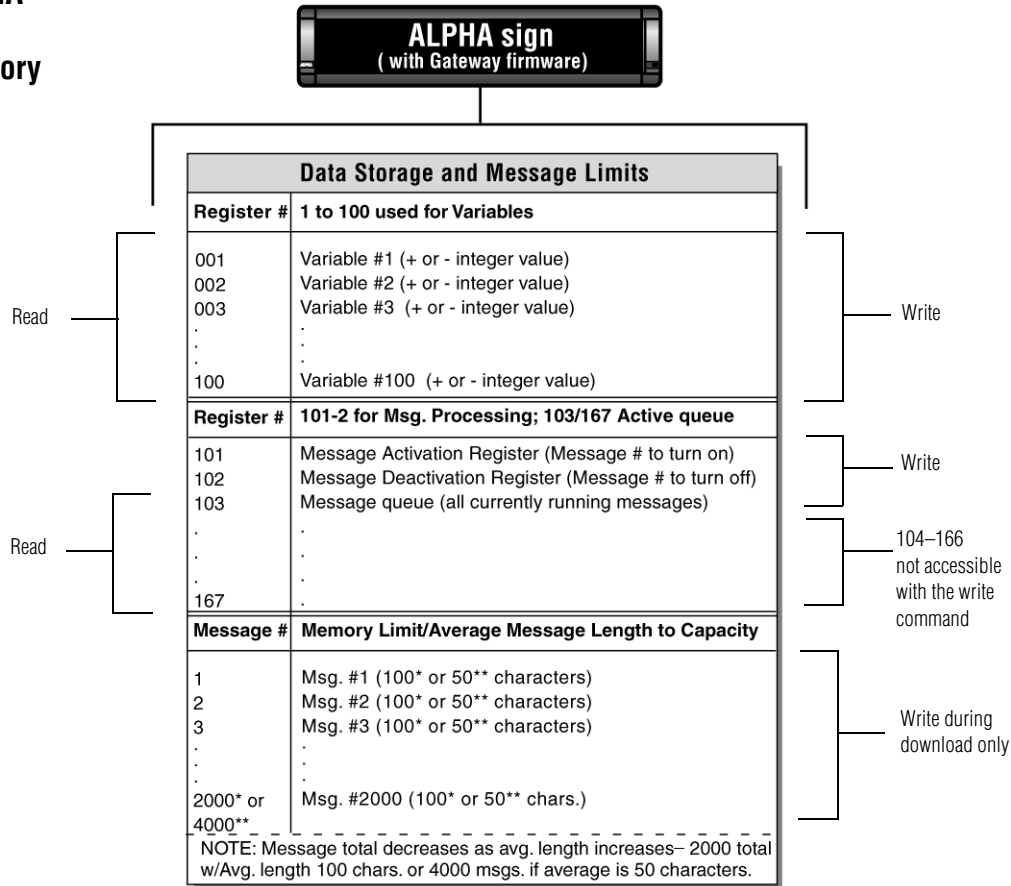 ory
ALPHA sign
( with Gateway firmware)
Data Storage and Message Limits
Register # 1 to 100 used for Variables
001 Variable #1 (+ or - integer value)
002 Variable #2 (+ or - integer value)
003 Variable #3 (+ or - integer value)
. .
. .
. .
100 Variable #100 (+ or - integer value)
Read
Write
Register # 101-2 for Msg. Processing; 103/167 Active queue
101 Message Activation Register (Message # to turn on)
102 Message Deactivation Register (Message # to turn off)
103 Message queue (all currently running messages)
. .
. .
. .
167 .
Read
Write
104–166
not accessible
with the write
command
Message # Memory Limit/Average Message Length to Capacity
1 Msg. #1 (100* or 50** characters)
2 Msg. #2 (100* or 50** characters)
3 Msg. #3 (100* or 50** characters)
. .
. .
. .
2000* or Msg. #2000 (100* or 50** chars.)
4000**
Write during
download only
NOTE: Message total decreases as avg. length increases– 2000 total
w/Avg. length 100 chars. or 4000 msgs. if average is 50 characters.